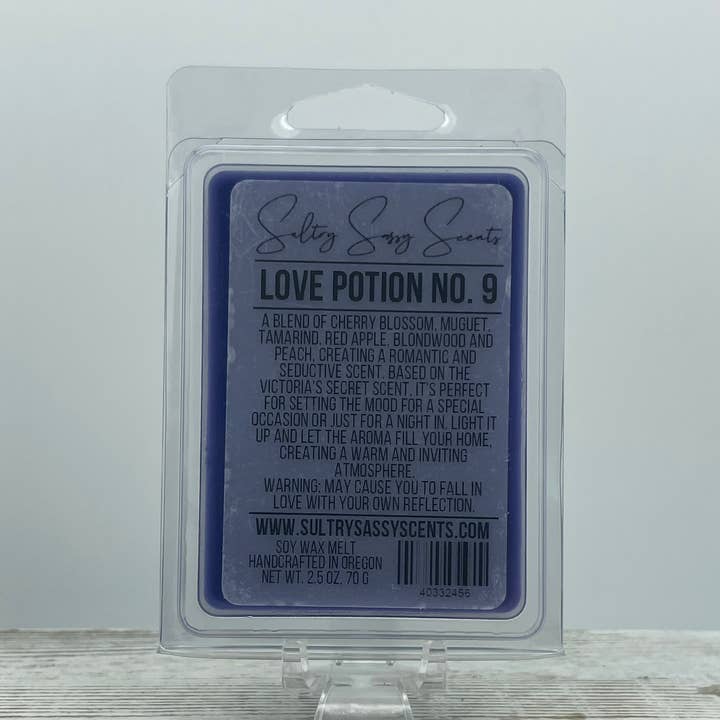 Sultry Sassy Scents
LOVE POTION NO. 9
A BLEND OF CHERRY BLOSSOM, MUGUET,
TAMARIND, RED APPLE, BLONDWOOD AND
PEACH, CREATING A ROMANTIC AND
SEDUCTIVE SCENT. BASED ON THE
VICTORIA'S SECRET SCENT. IT'S PERFECT
FOR SETTING THE MOOD FOR A SPECIAL
OCCASION OR JUST FOR A NIGHT IN. LIGHT IT
UP AND LET THE AROMA FILL YOUR HOME,
CREATING A WARM AND INVITING
ATMOSPHERE.
WARNING: MAY CAUSE YOU TO FALL IN
LOVE WITH YOUR OWN REFLECTION.
WWW.SULTRYSASSYSCENTS.COM
SOY WAX MELT
HANDCRAFTED IN OREGON
NET WT. 2.5 OZ, 70 G
40332456